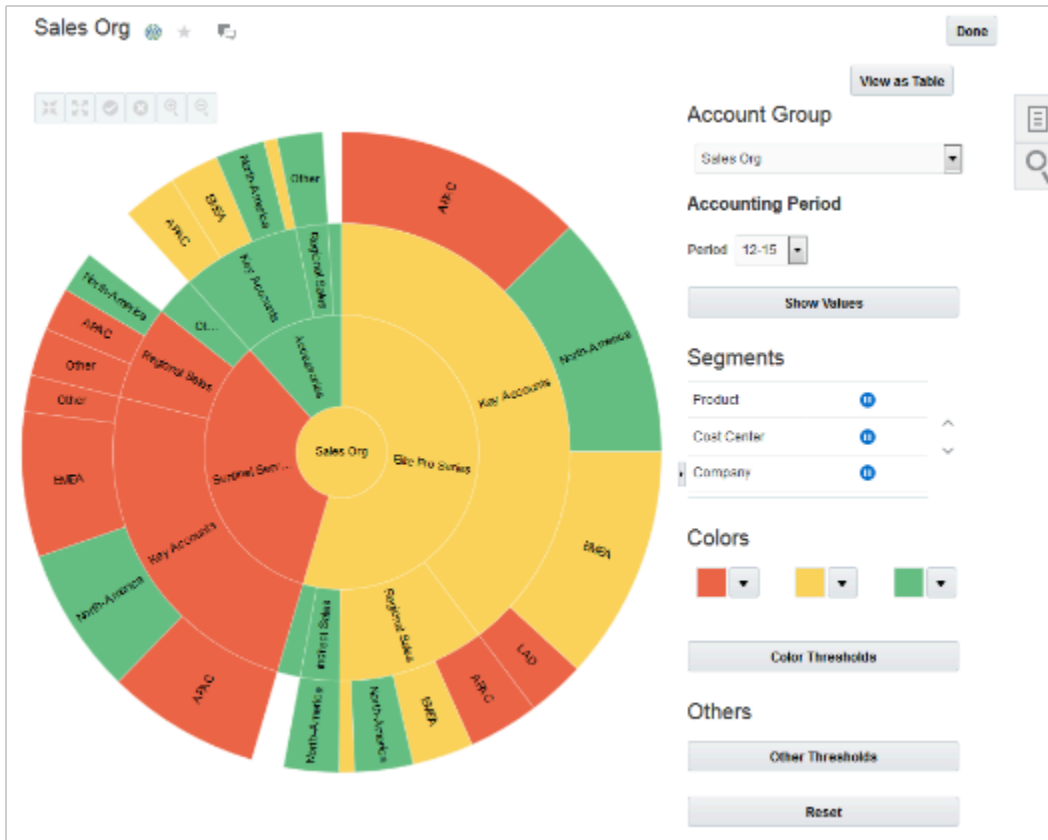 Sales Org
Done
View as Table
Account Group
Sales Org
Accounting Period
Period 12-15
Show Values
Segments
Product
Cost Center
Company
Colors
Color Thresholds
Others
Other Thresholds
Reset
Sales Org
Elite Pro Series
Accessories
Key Accounts
Regional Sales
Indirect Sales
Key Accounts
Regional Sales
Ot...
Key Accounts
Regional Sales
APAC
North-America
EMEA
LAD
APAC
EMEA
North-America
North-America
APAC
North-America
EMEA
Other
Other
APAC
North-America
APAC
EMEA
North-America
Other